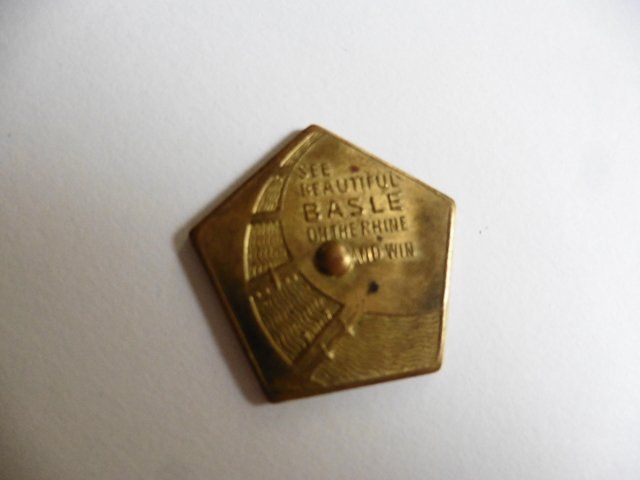 SEE
BEAUTIFUL
BASLE
ON THE RHINE
AND WIN